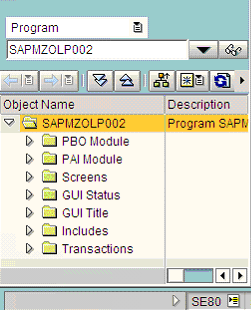 Program
SAPMZOLP002
Object Name Description
SAPMZOLP002 Program SAPM
PBO Module
PAI Module
Screens
GUI Status
GUI Title
Includes
Transactions
SE80